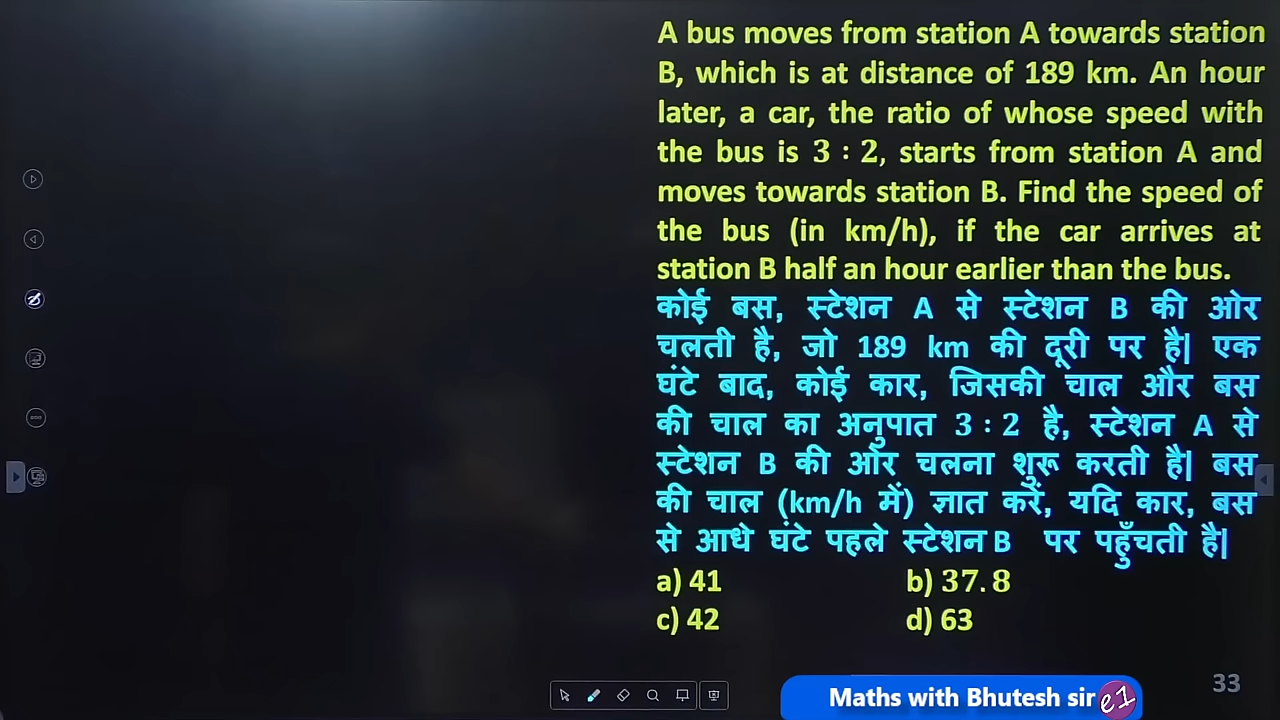 A bus moves from station A towards station
B, which is at distance of 189 km. An hour
later, a car, the ratio of whose speed with
the bus is 3 : 2, starts from station A and
moves towards station B. Find the speed of
the bus (in km/h), if the car arrives at
station B half an hour earlier than the bus.
कोई बस, स्टेशन A से स्टेशन B की ओर
चलती है, जो 189 km की दूरी पर है| एक
घंटे बाद, कोई कार, जिसकी चाल और बस
की चाल का अनुपात 3 : 2 है, स्टेशन A से
स्टेशन B की ओर चलना शुरू करती है| बस
की चाल (km/h में) ज्ञात करें, यदि कार, बस
से आधे घंटे पहले स्टेशन B पर पहुँचती है|
a) 41 b) 37. 8
c) 42 d) 63
Maths with Bhutesh sir e1
33